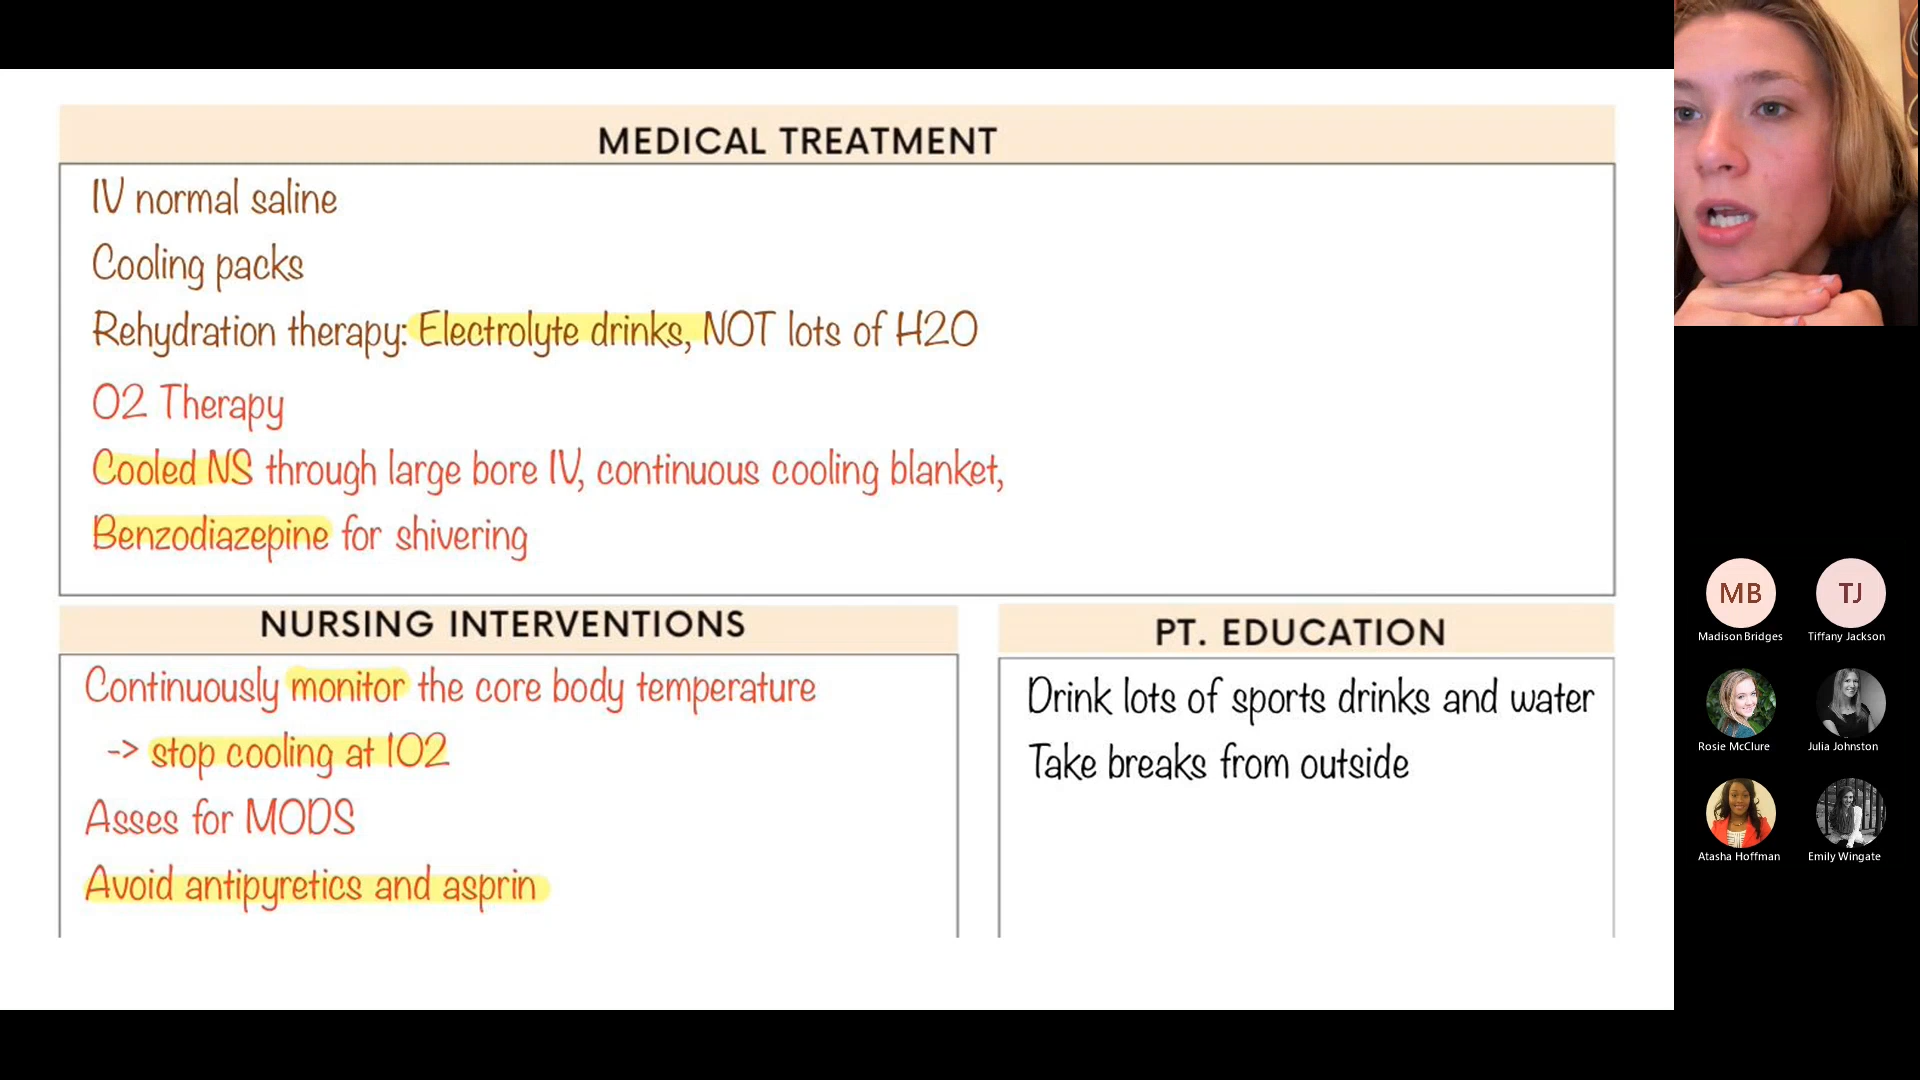 MEDICAL TREATMENT
IV normal saline
Cooling packs
Rehydration therapy: Electrolyte drinks, NOT lots of H2O
O2 Therapy
Cooled NS through large bore IV, continuous cooling blanket,
Benzodiazepine for shivering
NURSING INTERVENTIONS
Continuously monitor the core body temperature
-> stop cooling at 102
Asses for MODS
Avoid antipyretics and asprin
PT. EDUCATION
Drink lots of sports drinks and water
Take breaks from outside
MB
TJ
Madison Bridges
Tiffany Jackson
Rosie McClure
Julia Johnston
Atasha Hoffman
Emily Wingate